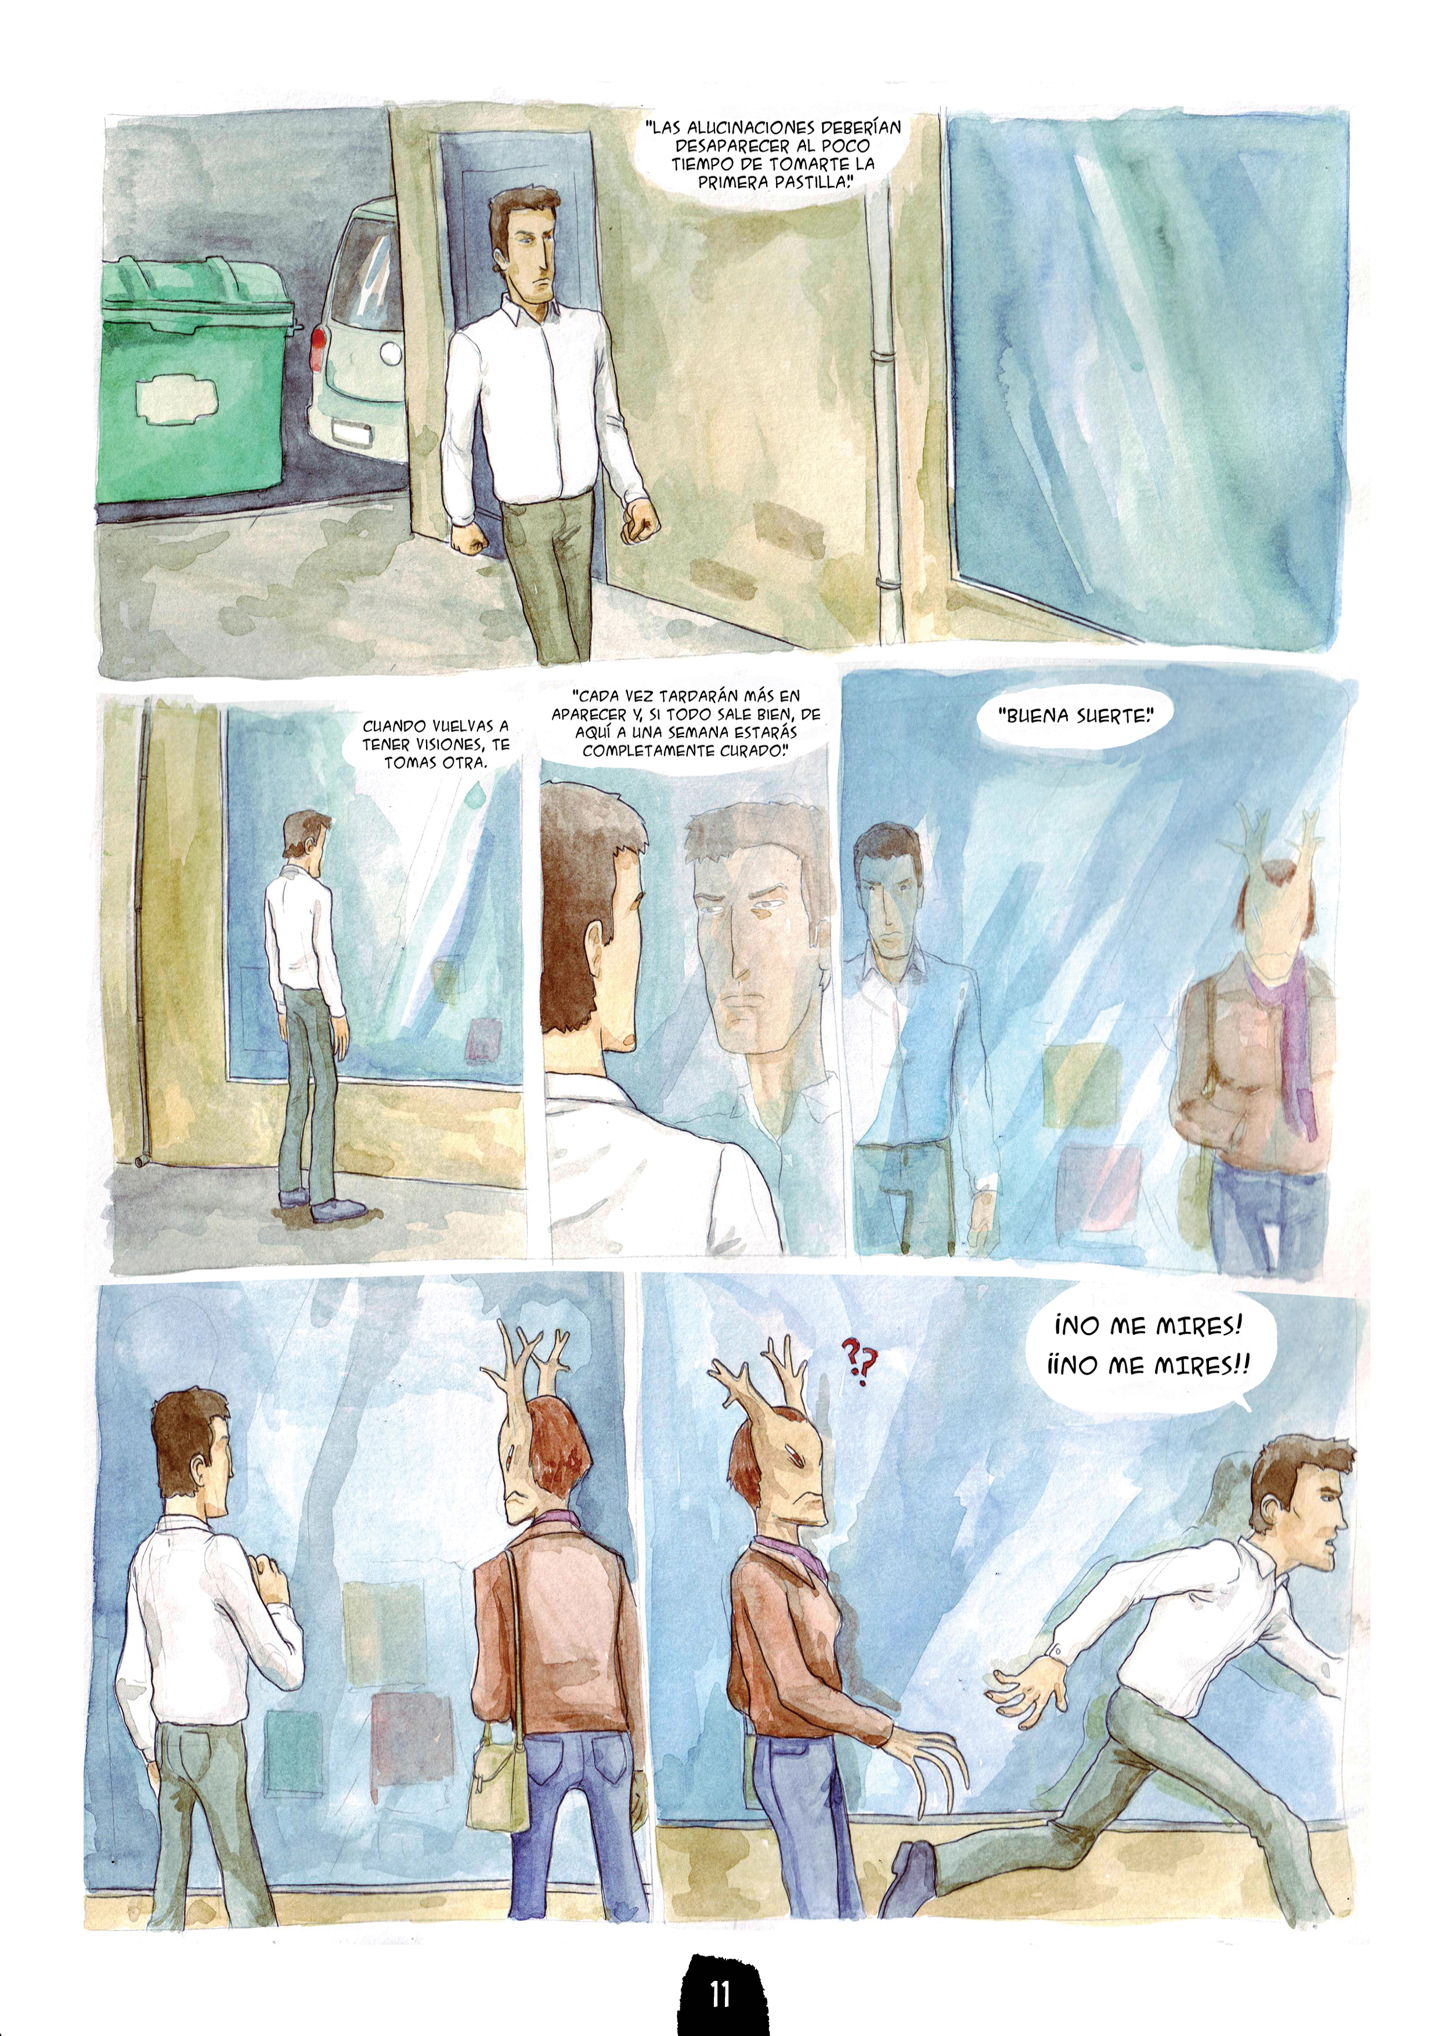 "LAS ALUCINACIONES DEBERÍAN
DESAPARECER AL POCO
TIEMPO DE TOMARTE LA
PRIMERA PASTILLA".
CUANDO VUELVAS A
TENER VISIONES, TE
TOMAS OTRA.
"CADA VEZ TARDARÁN MÁS EN
APARECER Y, SI TODO SALE BIEN, DE
AQUÍ A UNA SEMANA ESTARÁS
COMPLETAMENTE CURADO".
"BUENA SUERTE".
??
¡NO ME MIRES!
¡¡NO ME MIRES!!
11